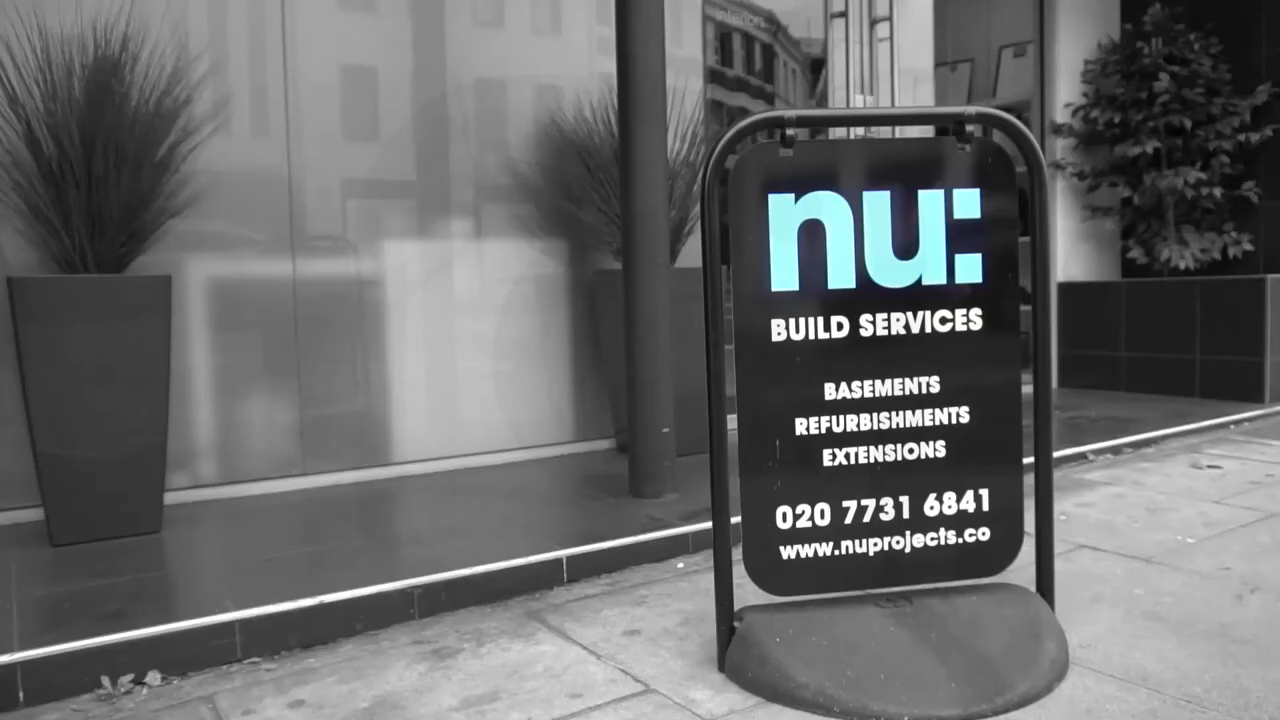 nu:
BUILD SERVICES
BASEMENTS
REFURBISHMENTS
EXTENSIONS
020 7731 6841
www.nuprojects.co